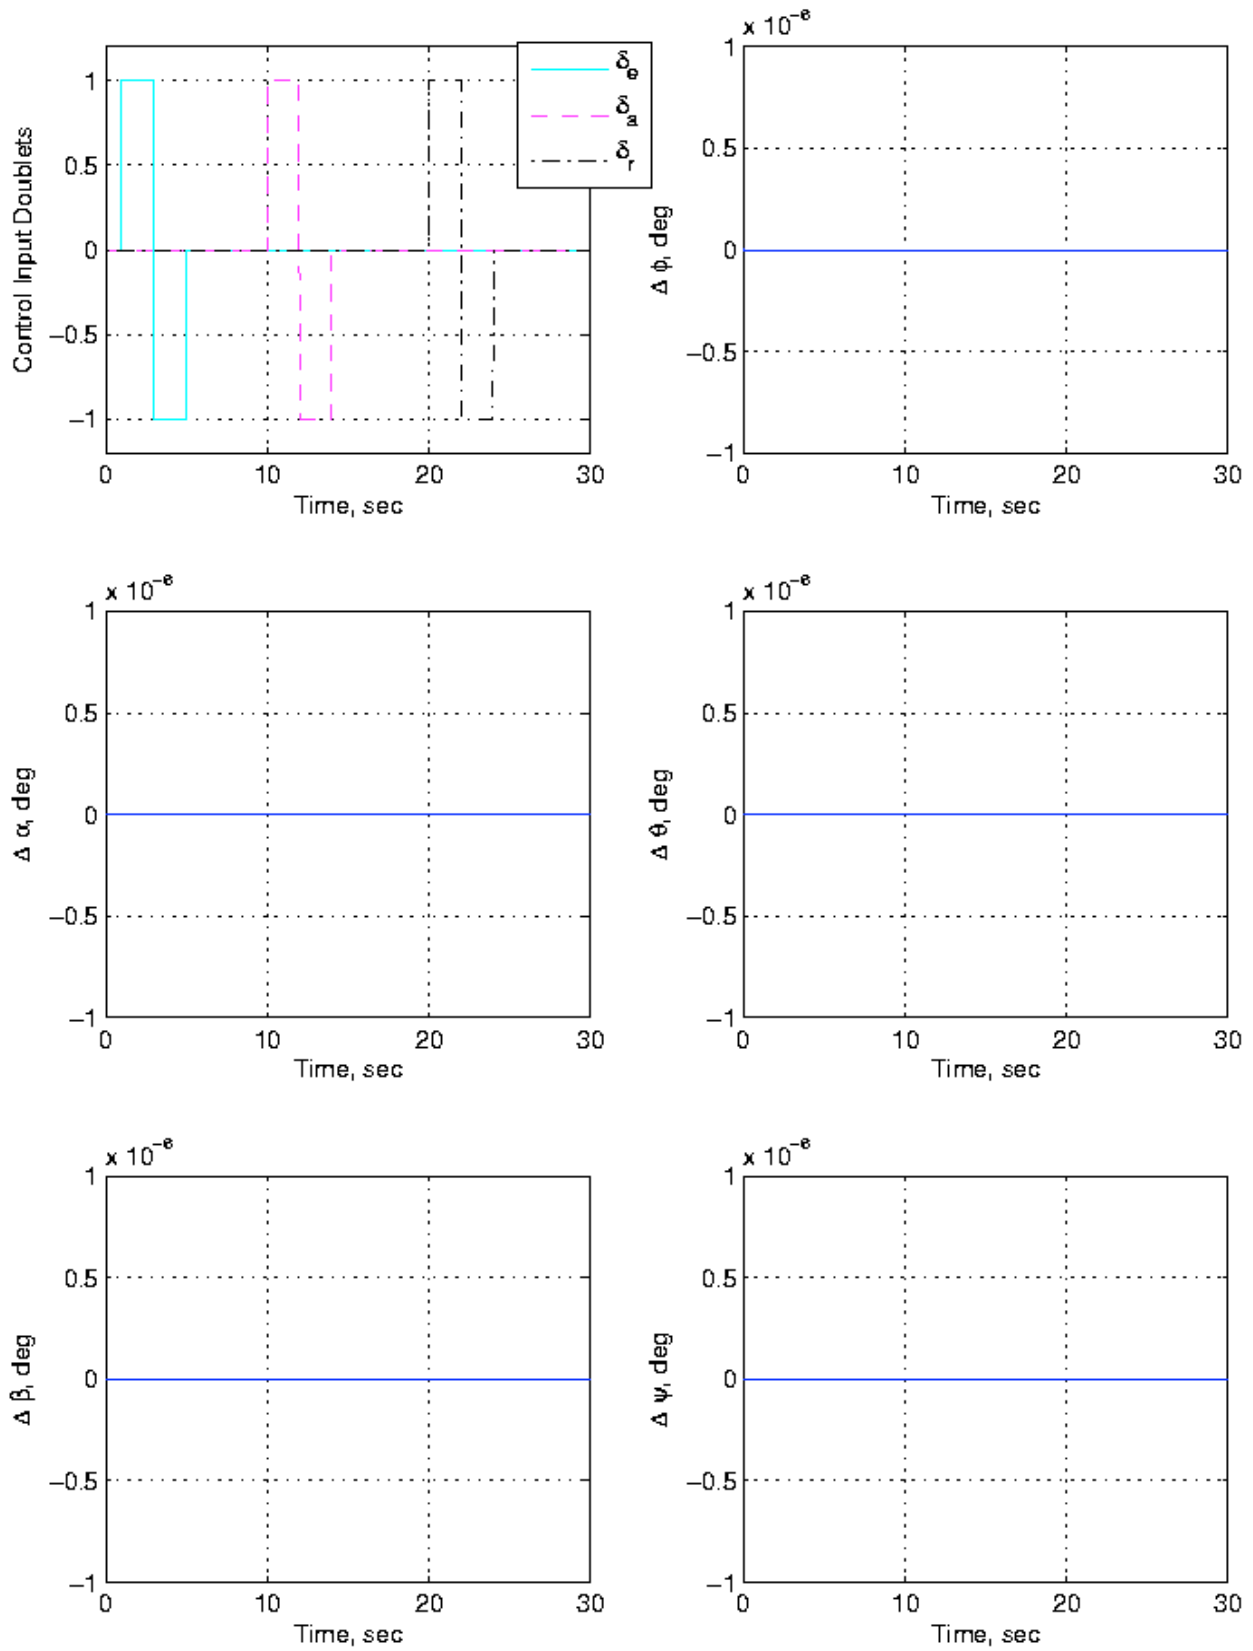 δe
δa
δr
1
0.5
0
−0.5
−1
Control Input Doublets
0 10 20 30
Time, sec
x 10⁻⁶
1
0.5
0
−0.5
−1
Δ ϕ, deg
0 10 20 30
Time, sec
x 10⁻⁶
1
0.5
0
−0.5
−1
Δ α, deg
0 10 20 30
Time, sec
x 10⁻⁶
1
0.5
0
−0.5
−1
Δ θ, deg
0 10 20 30
Time, sec
x 10⁻⁶
1
0.5
0
−0.5
−1
Δ β, deg
0 10 20 30
Time, sec
x 10⁻⁶
1
0.5
0
−0.5
−1
Δ ψ, deg
0 10 20 30
Time, sec